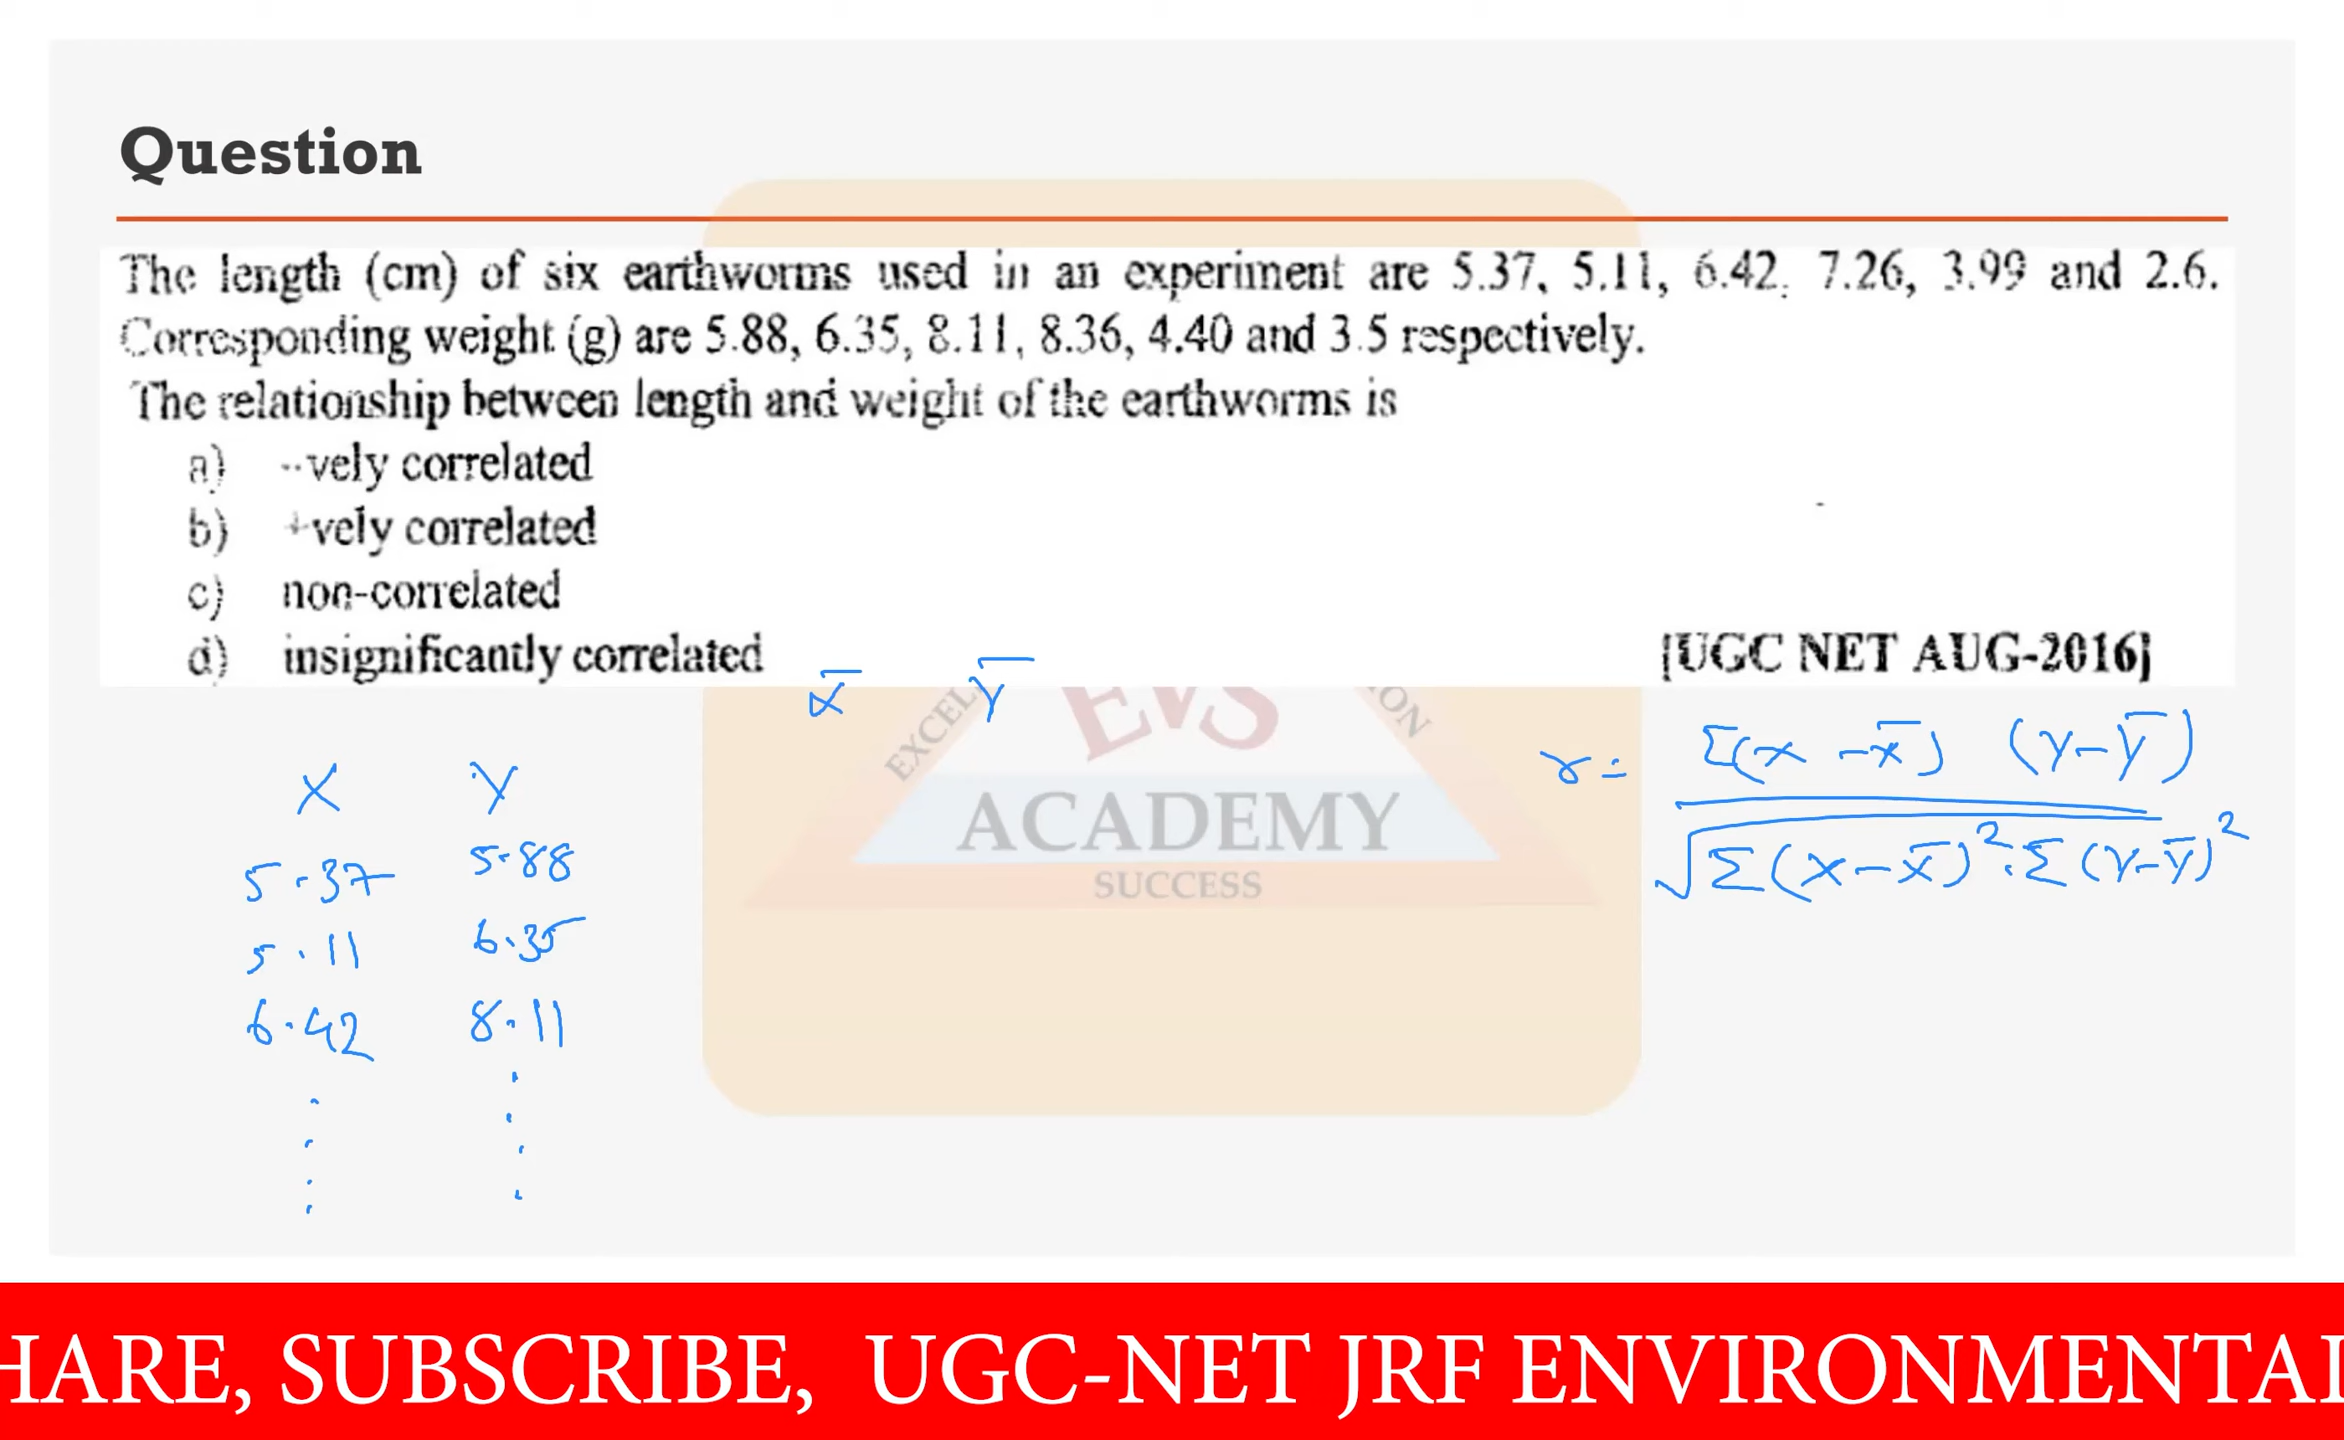 Question
The length (cm) of six earthworms used in an experiment are 5.37, 5.11, 6.42, 7.26, 3.99 and 2.6.
Corresponding weight (g) are 5.88, 6.35, 8.11, 8.36, 4.40 and 3.5 respectively.
The relationship between length and weight of the earthworms is
a) -vely correlated
b) +vely correlated
c) non-correlated
d) insignificantly correlated
[UGC NET AUG-2016]
x̅ Y̅
EVS
ACADEMY
SUCCESS
X Y
5.37 5.88
5.11 6.35
6.42 8.11
r = Σ(x - x̅) (y - y̅)
√Σ(x - x̅)². Σ(y - y̅)²
HARE, SUBSCRIBE, UGC-NET JRF ENVIRONMENTAL